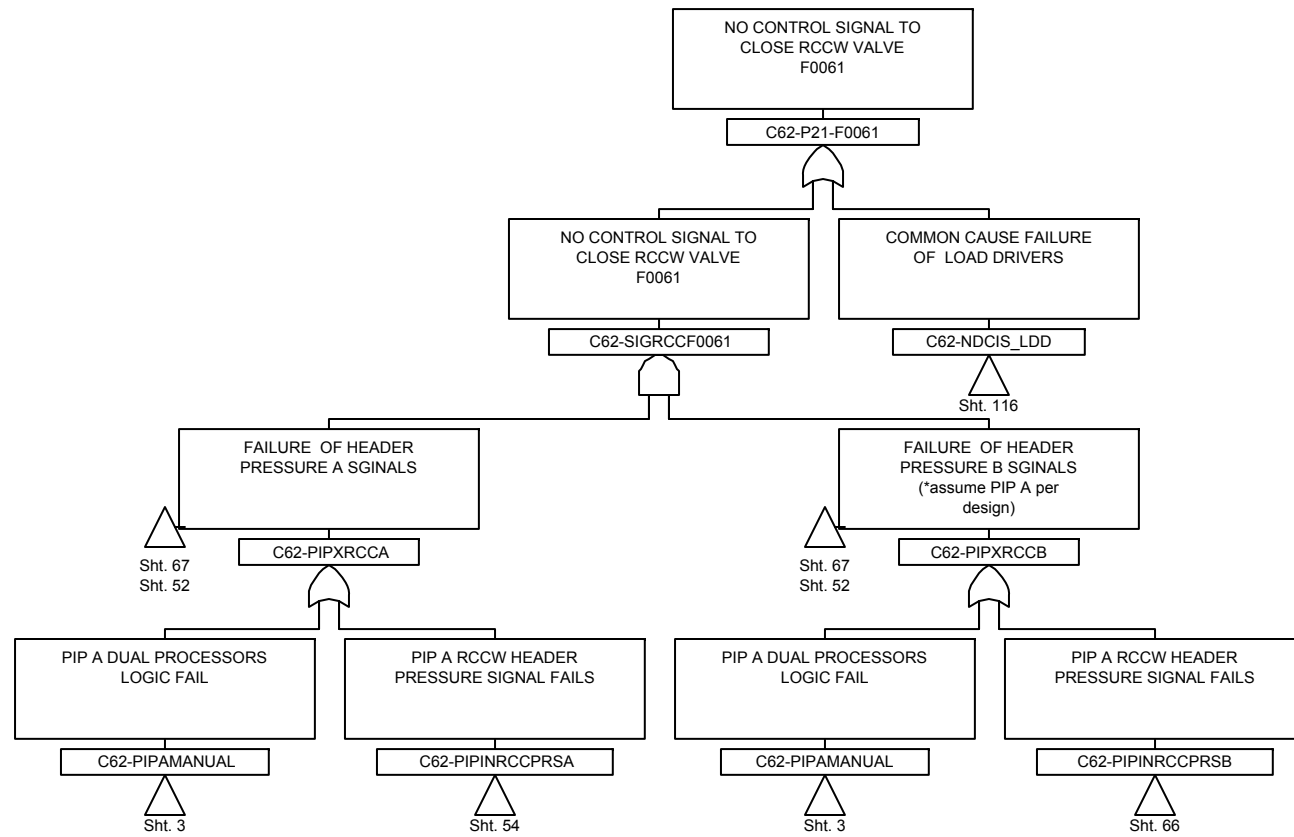 NO CONTROL SIGNAL TO
CLOSE RCCW VALVE
F0061
C62-P21-F0061
NO CONTROL SIGNAL TO
CLOSE RCCW VALVE
F0061
C62-SIGRCCF0061
COMMON CAUSE FAILURE
OF LOAD DRIVERS
C62-NDCIS_LDD
Sht. 116
FAILURE OF HEADER
PRESSURE A SGINALS
Sht. 67
Sht. 52
C62-PIPXRCCA
FAILURE OF HEADER
PRESSURE B SGINALS
(*assume PIP A per
design)
Sht. 67
Sht. 52
C62-PIPXRCCB
PIP A DUAL PROCESSORS
LOGIC FAIL
C62-PIPAMANUAL
Sht. 3
PIP A RCCW HEADER
PRESSURE SIGNAL FAILS
C62-PIPINRCCPRSA
Sht. 54
PIP A DUAL PROCESSORS
LOGIC FAIL
C62-PIPAMANUAL
Sht. 3
PIP A RCCW HEADER
PRESSURE SIGNAL FAILS
C62-PIPINRCCPRSB
Sht. 66